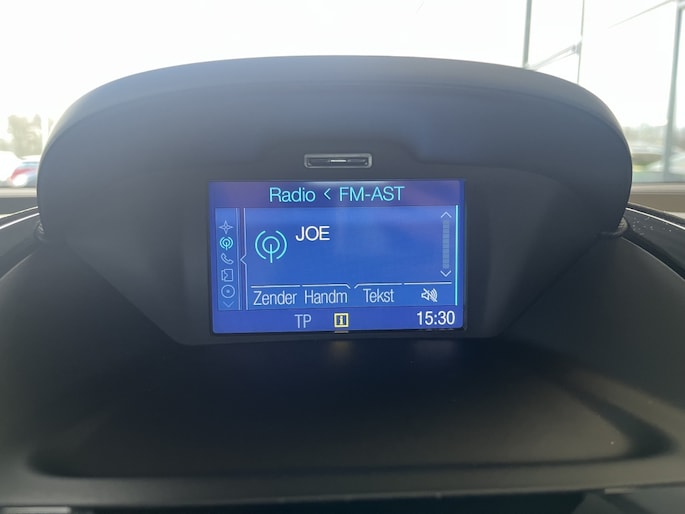 Radio < FM-AST
JOE
Zender Handm Tekst
TP i 15:30